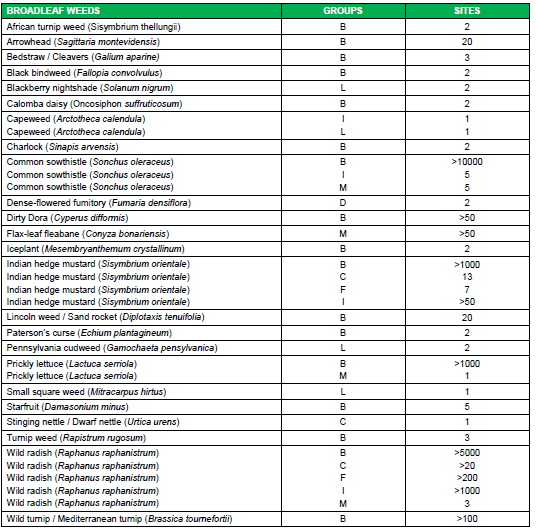 BROADLEAF WEEDS GROUPS SITES
African turnip weed (Sisymbrium thellungii) B 2
Arrowhead (Sagittaria montevidensis) B 20
Bedstraw / Cleavers (Galium aparine) B 3
Black bindweed (Fallopia convolvulus) B 2
Blackberry nightshade (Solanum nigrum) L 2
Calomba daisy (Oncosiphon suffruticosum) B 2
Capeweed (Arctotheca calendula) I 1
Capeweed (Arctotheca calendula) L 1
Charlock (Sinapis arvensis) B 2
Common sowthistle (Sonchus oleraceus) B >10000
Common sowthistle (Sonchus oleraceus) I 5
Common sowthistle (Sonchus oleraceus) M 5
Dense-flowered fumitory (Fumaria densiflora) D 2
Dirty Dora (Cyperus difformis) B >50
Flax-leaf fleabane (Conyza bonariensis) M >50
Iceplant (Mesembryanthemum crystallinum) B 2
Indian hedge mustard (Sisymbrium orientale) B >1000
Indian hedge mustard (Sisymbrium orientale) C 13
Indian hedge mustard (Sisymbrium orientale) F 7
Indian hedge mustard (Sisymbrium orientale) I >50
Lincoln weed / Sand rocket (Diplotaxis tenuifolia) B 20
Paterson's curse (Echium plantagineum) B 2
Pennsylvania cudweed (Gamochaeta pensylvanica) L 2
Prickly lettuce (Lactuca serriola) B >1000
Prickly lettuce (Lactuca serriola) M 1
Small square weed (Mitracarpus hirtus) L 1
Starfruit (Damasonium minus) B 5
Stinging nettle / Dwarf nettle (Urtica urens) C 1
Turnip weed (Rapistrum rugosum) B 3
Wild radish (Raphanus raphanistrum) B >5000
Wild radish (Raphanus raphanistrum) C >20
Wild radish (Raphanus raphanistrum) F >200
Wild radish (Raphanus raphanistrum) I >1000
Wild radish (Raphanus raphanistrum) M 3
Wild turnip / Mediterranean turnip (Brassica tournefortii) B >100